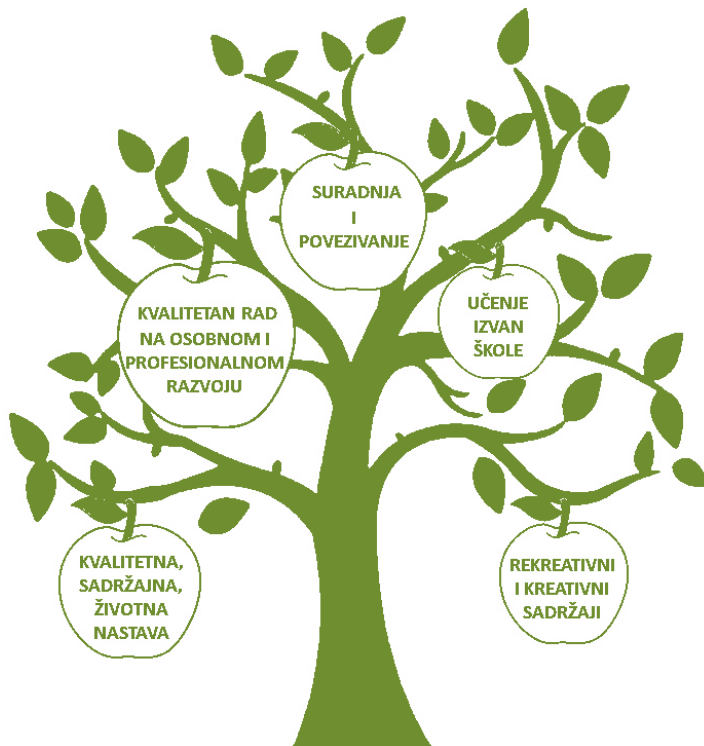 SURADNJA
I
POVEZIVANJE
KVALITETAN RAD
NA OSOBNOM I
PROFESIONALNOM
RAZVOJU
UČENJE
IZVAN
ŠKOLE
KVALITETNA,
SADRŽAJNA,
ŽIVOTNA
NASTAVA
REKREATIVNI
I KREATIVNI
SADRŽAJI